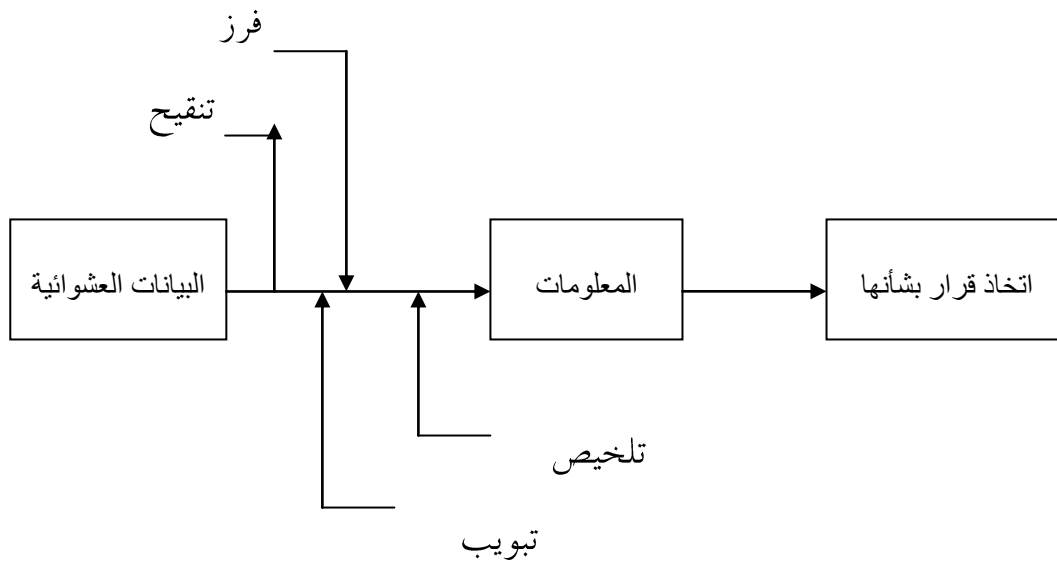 فرز
تنقيح
البيانات العشوائية
المعلومات
اتخاذ قرار بشأنها
تلخيص
تبويب